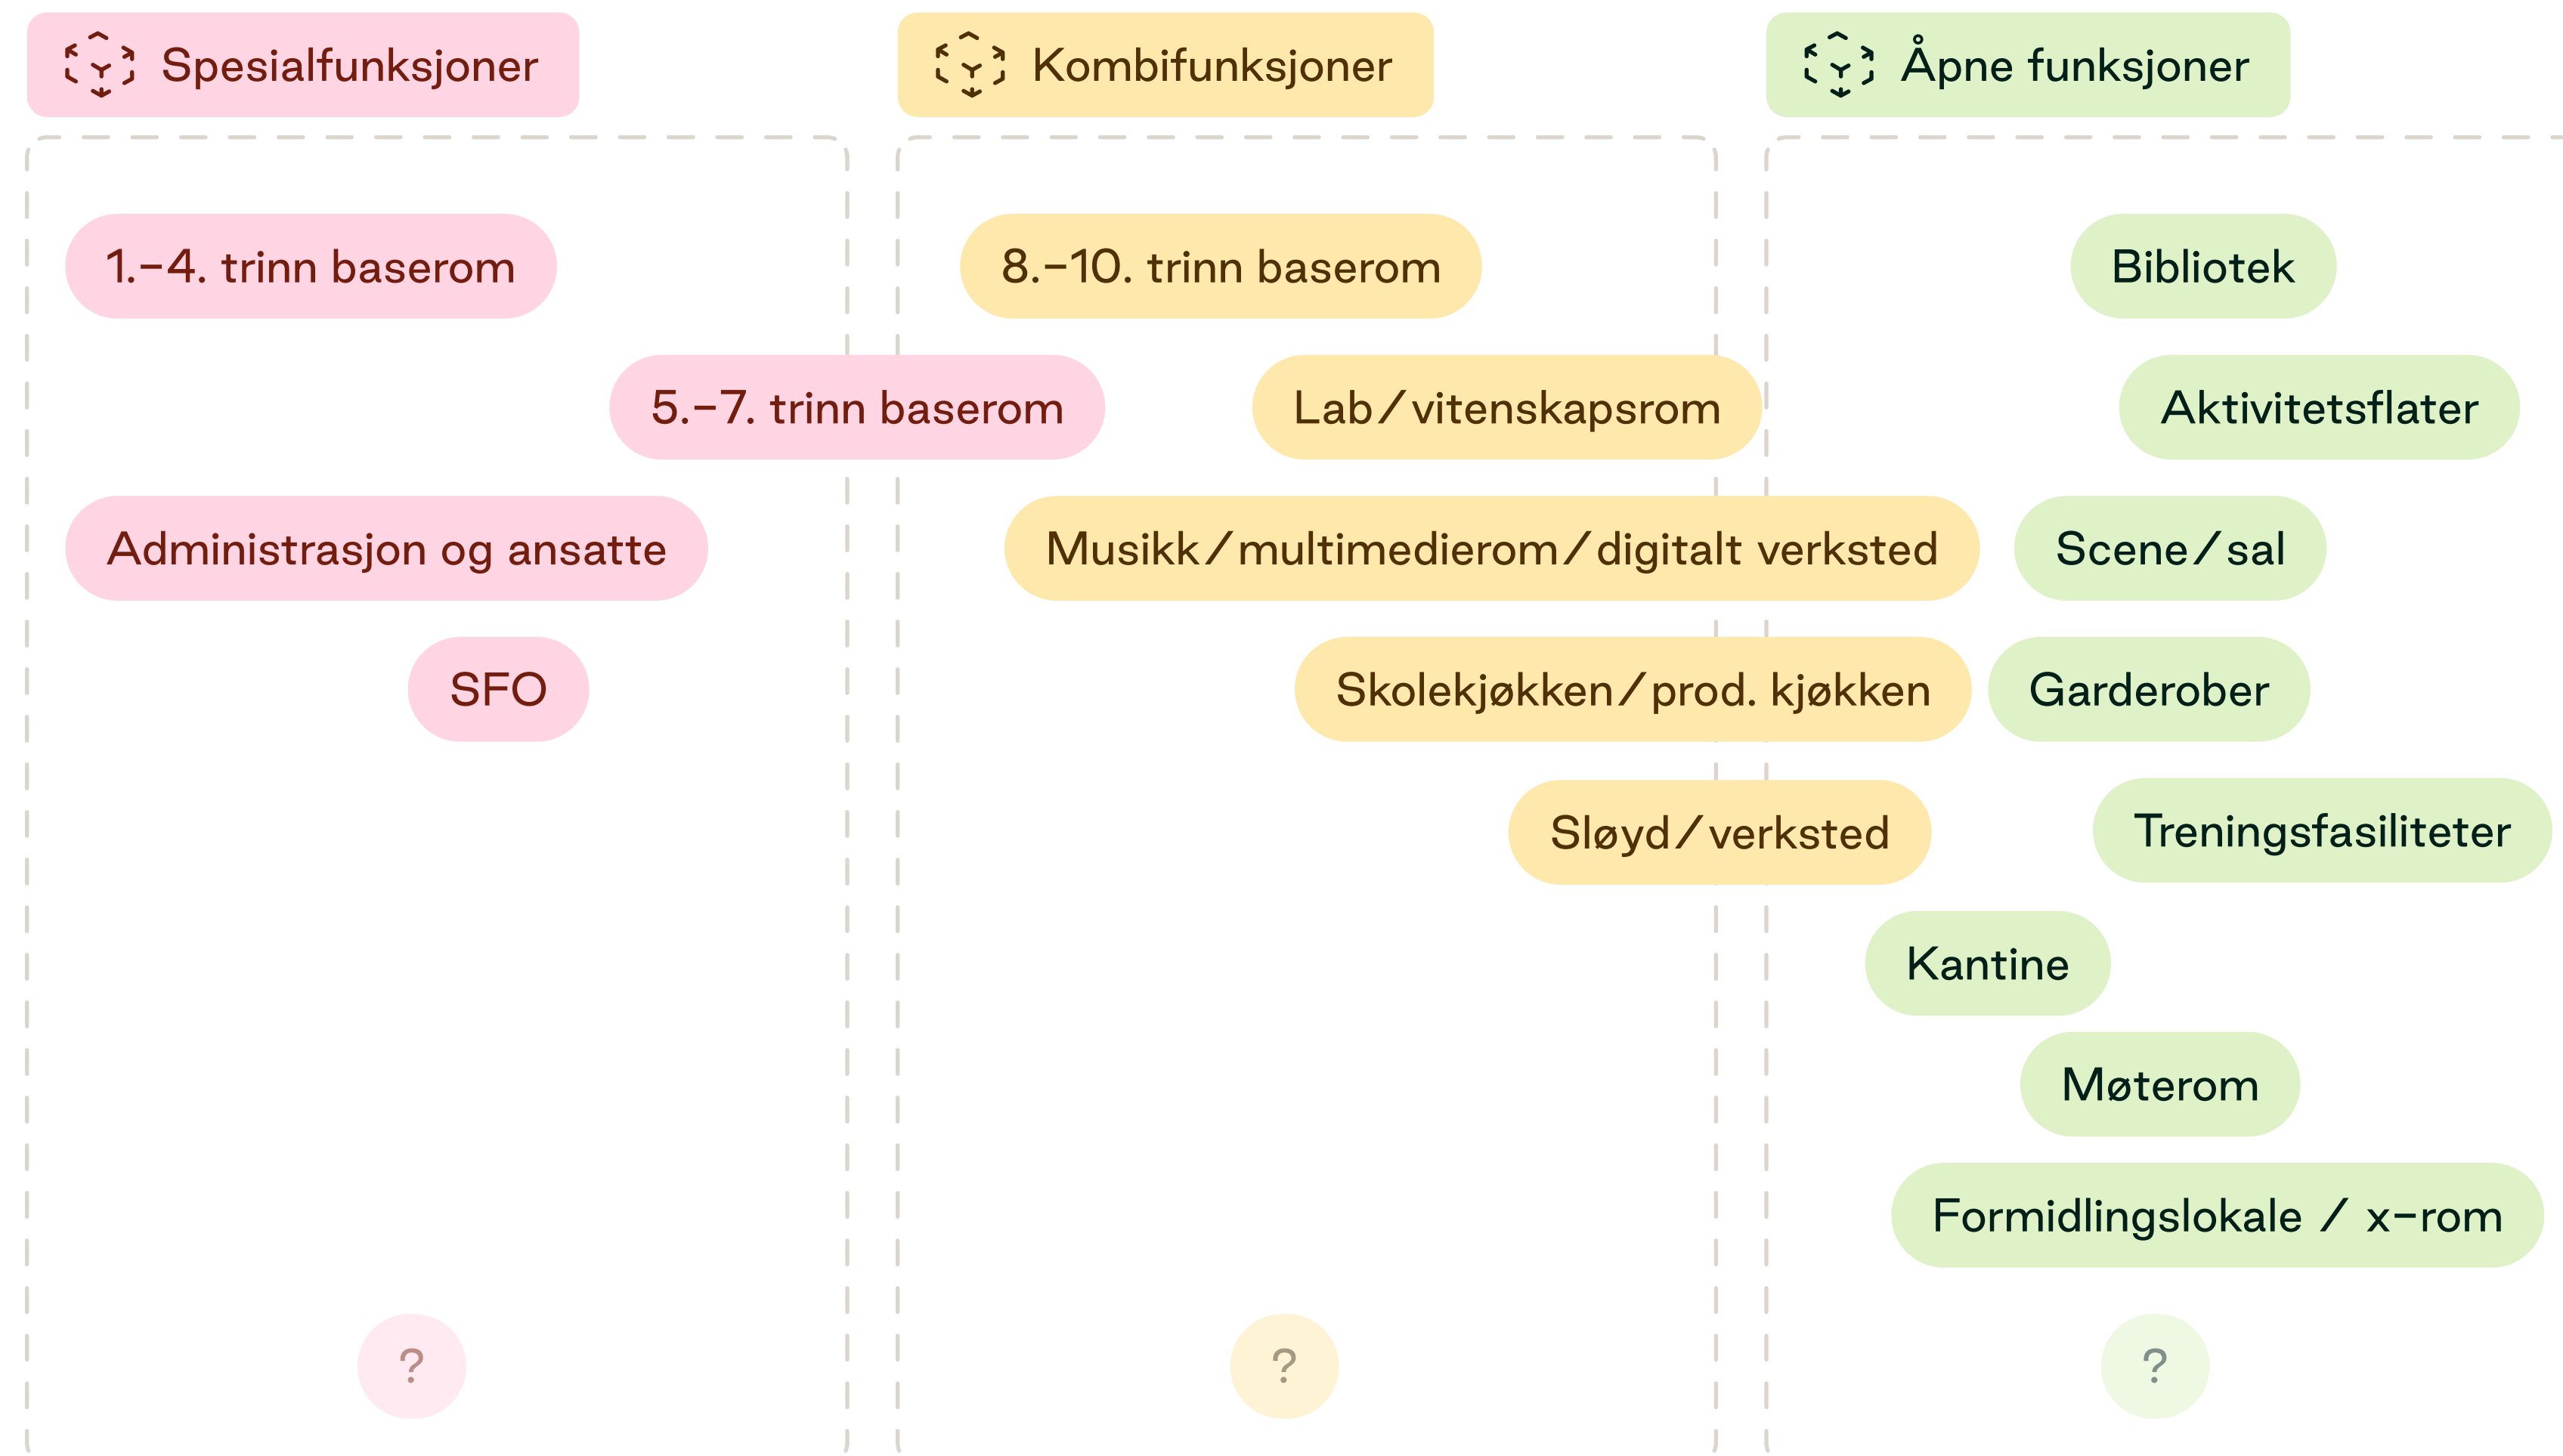 Spesialfunksjoner
1.–4. trinn baserom
5.–7. trinn baserom
Administrasjon og ansatte
SFO
?
Kombifunksjoner
8.–10. trinn baserom
Lab/vitenskapsrom
Musikk/multimedierom/digitalt verksted
Skolekjøkken/prod. kjøkken
Sløyd/verksted
?
Åpne funksjoner
Bibliotek
Aktivitetsflater
Scene/sal
Garderober
Treningsfasiliteter
Kantine
Møterom
Formidlingslokale / x–rom
?